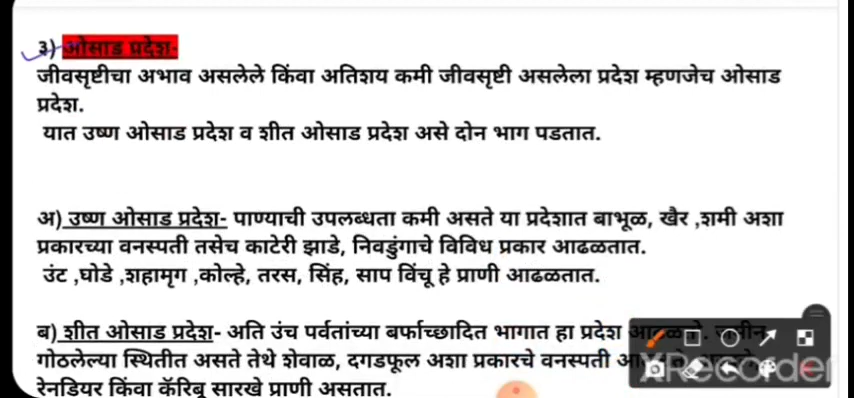 ३) ओसाड प्रदेश-
जीवसृष्टीचा अभाव असलेले किंवा अतिशय कमी जीवसृष्टी असलेला प्रदेश म्हणजेच ओसाड
प्रदेश.
यात उष्ण ओसाड प्रदेश व शीत ओसाड प्रदेश असे दोन भाग पडतात.
अ) उष्ण ओसाड प्रदेश- पाण्याची उपलब्धता कमी असते या प्रदेशात बाभूळ, खैर ,शमी अशा
प्रकारच्या वनस्पती तसेच काटेरी झाडे, निवडुंगाचे विविध प्रकार आढळतात.
उंट ,घोडे ,शहामृग ,कोल्हे, तरस, सिंह, साप विंचू हे प्राणी आढळतात.
ब) शीत ओसाड प्रदेश- अति उंच पर्वतांच्या बर्फाच्छादित भागात हा प्रदेश
गोठलेल्या स्थितीत असते तेथे शेवाळ, दगडफूल अशा प्रकारचे वनस्पती
रेनडियर किंवा कॅरिबू सारखे प्राणी असतात.
XRecorder